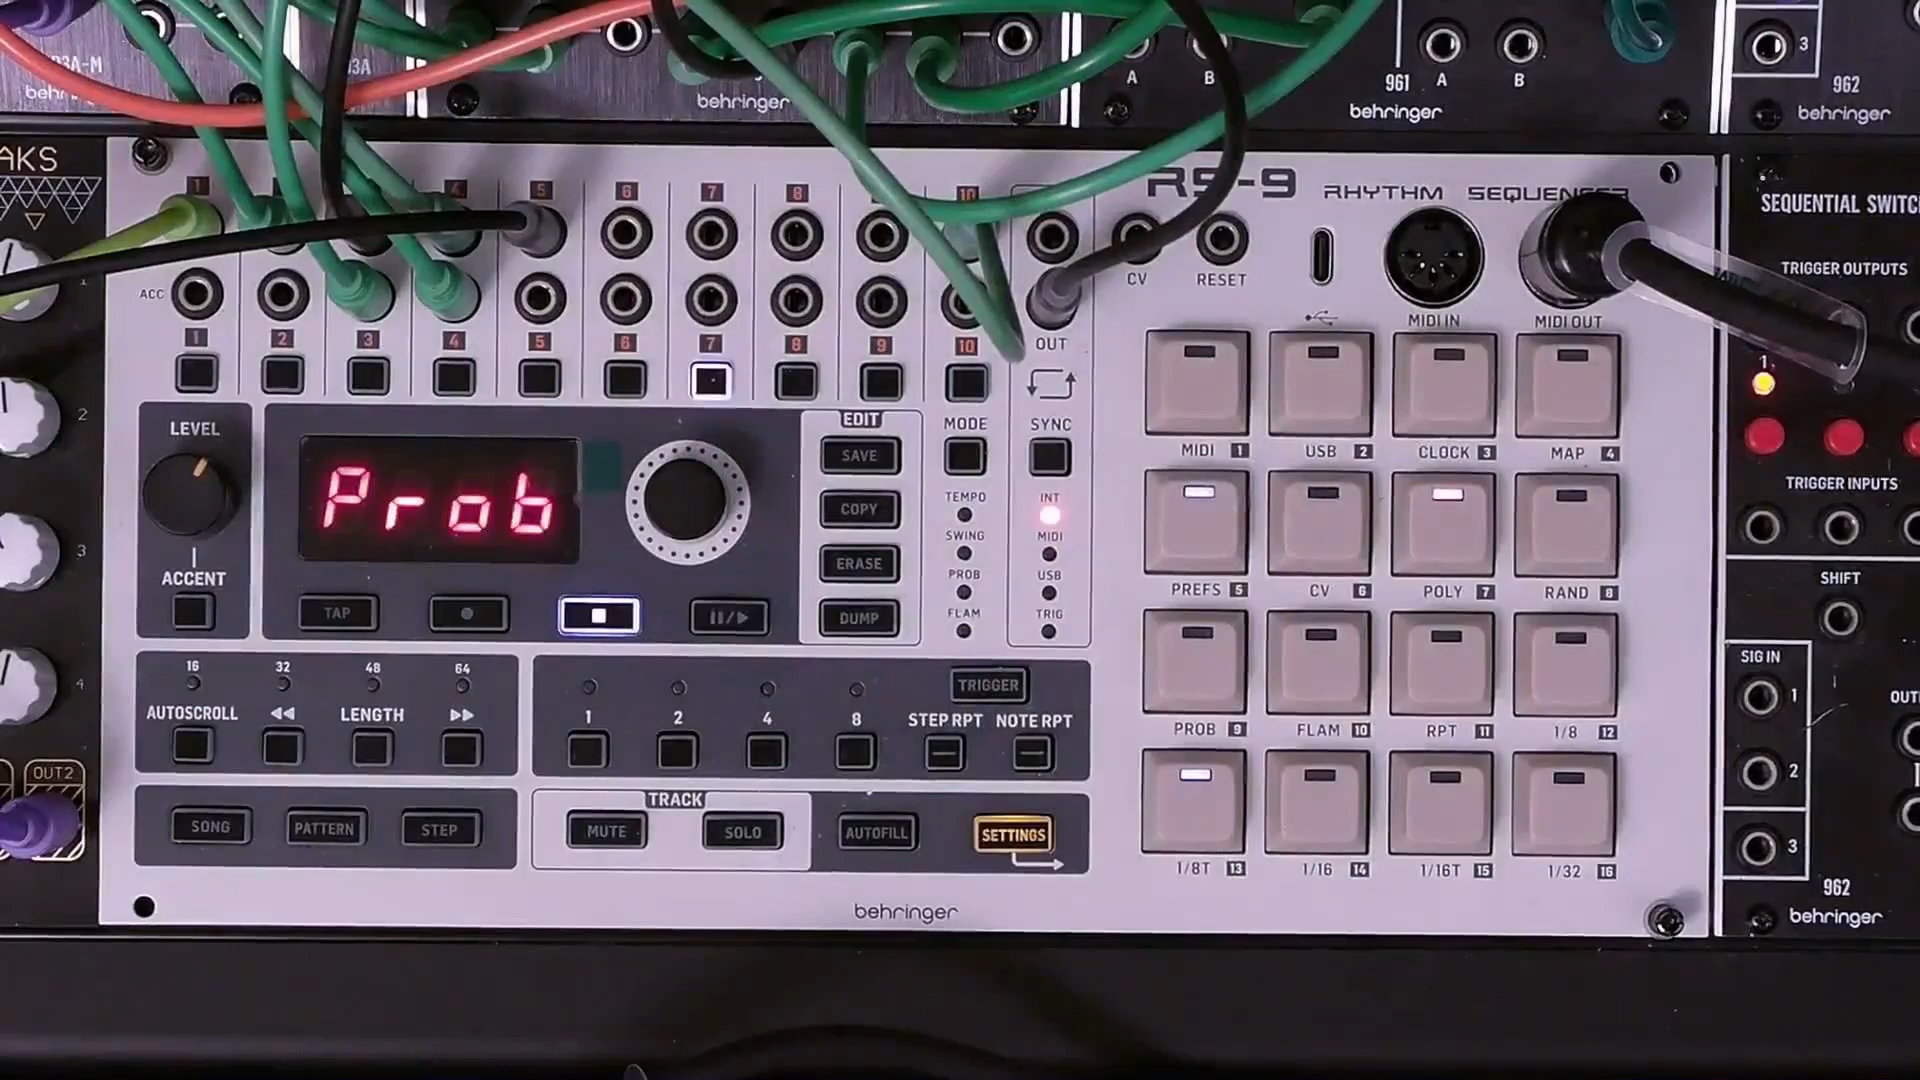 A B A B 3
961 962
behringer behringer behringer
AKS
RS-9 RHYTHM SEQUENCER
SEQUENTIAL SWITCH
1 4 5 6 7 8 10
CV RESET
TRIGGER OUTPUTS
ACC
MIDI IN MIDI OUT
1 2 3 4 5 6 7 8 9 10 OUT
1
LEVEL
EDIT
MODE SYNC
SAVE
MIDI 1 USB 2 CLOCK 3 MAP 4
Prob
COPY
TEMPO INT
TRIGGER INPUTS
SWING MIDI
ERASE
ACCENT
PROB USB
PREFS 5 CV 6 POLY 7 RAND 8
SHIFT
TAP
DUMP
FLAM TRIG
16 32 48 64
TRIGGER
SIG IN
1
AUTOSCROLL LENGTH
1 2 4 8 STEP RPT NOTE RPT
PROB 9 FLAM 10 RPT 11 1/8 12
2
OUT2
TRACK
SONG PATTERN STEP
MUTE SOLO AUTOFILL SETTINGS
3
1/8T 13 1/16 14 1/16T 15 1/32 16
962
behringer
behringer
2
3
4